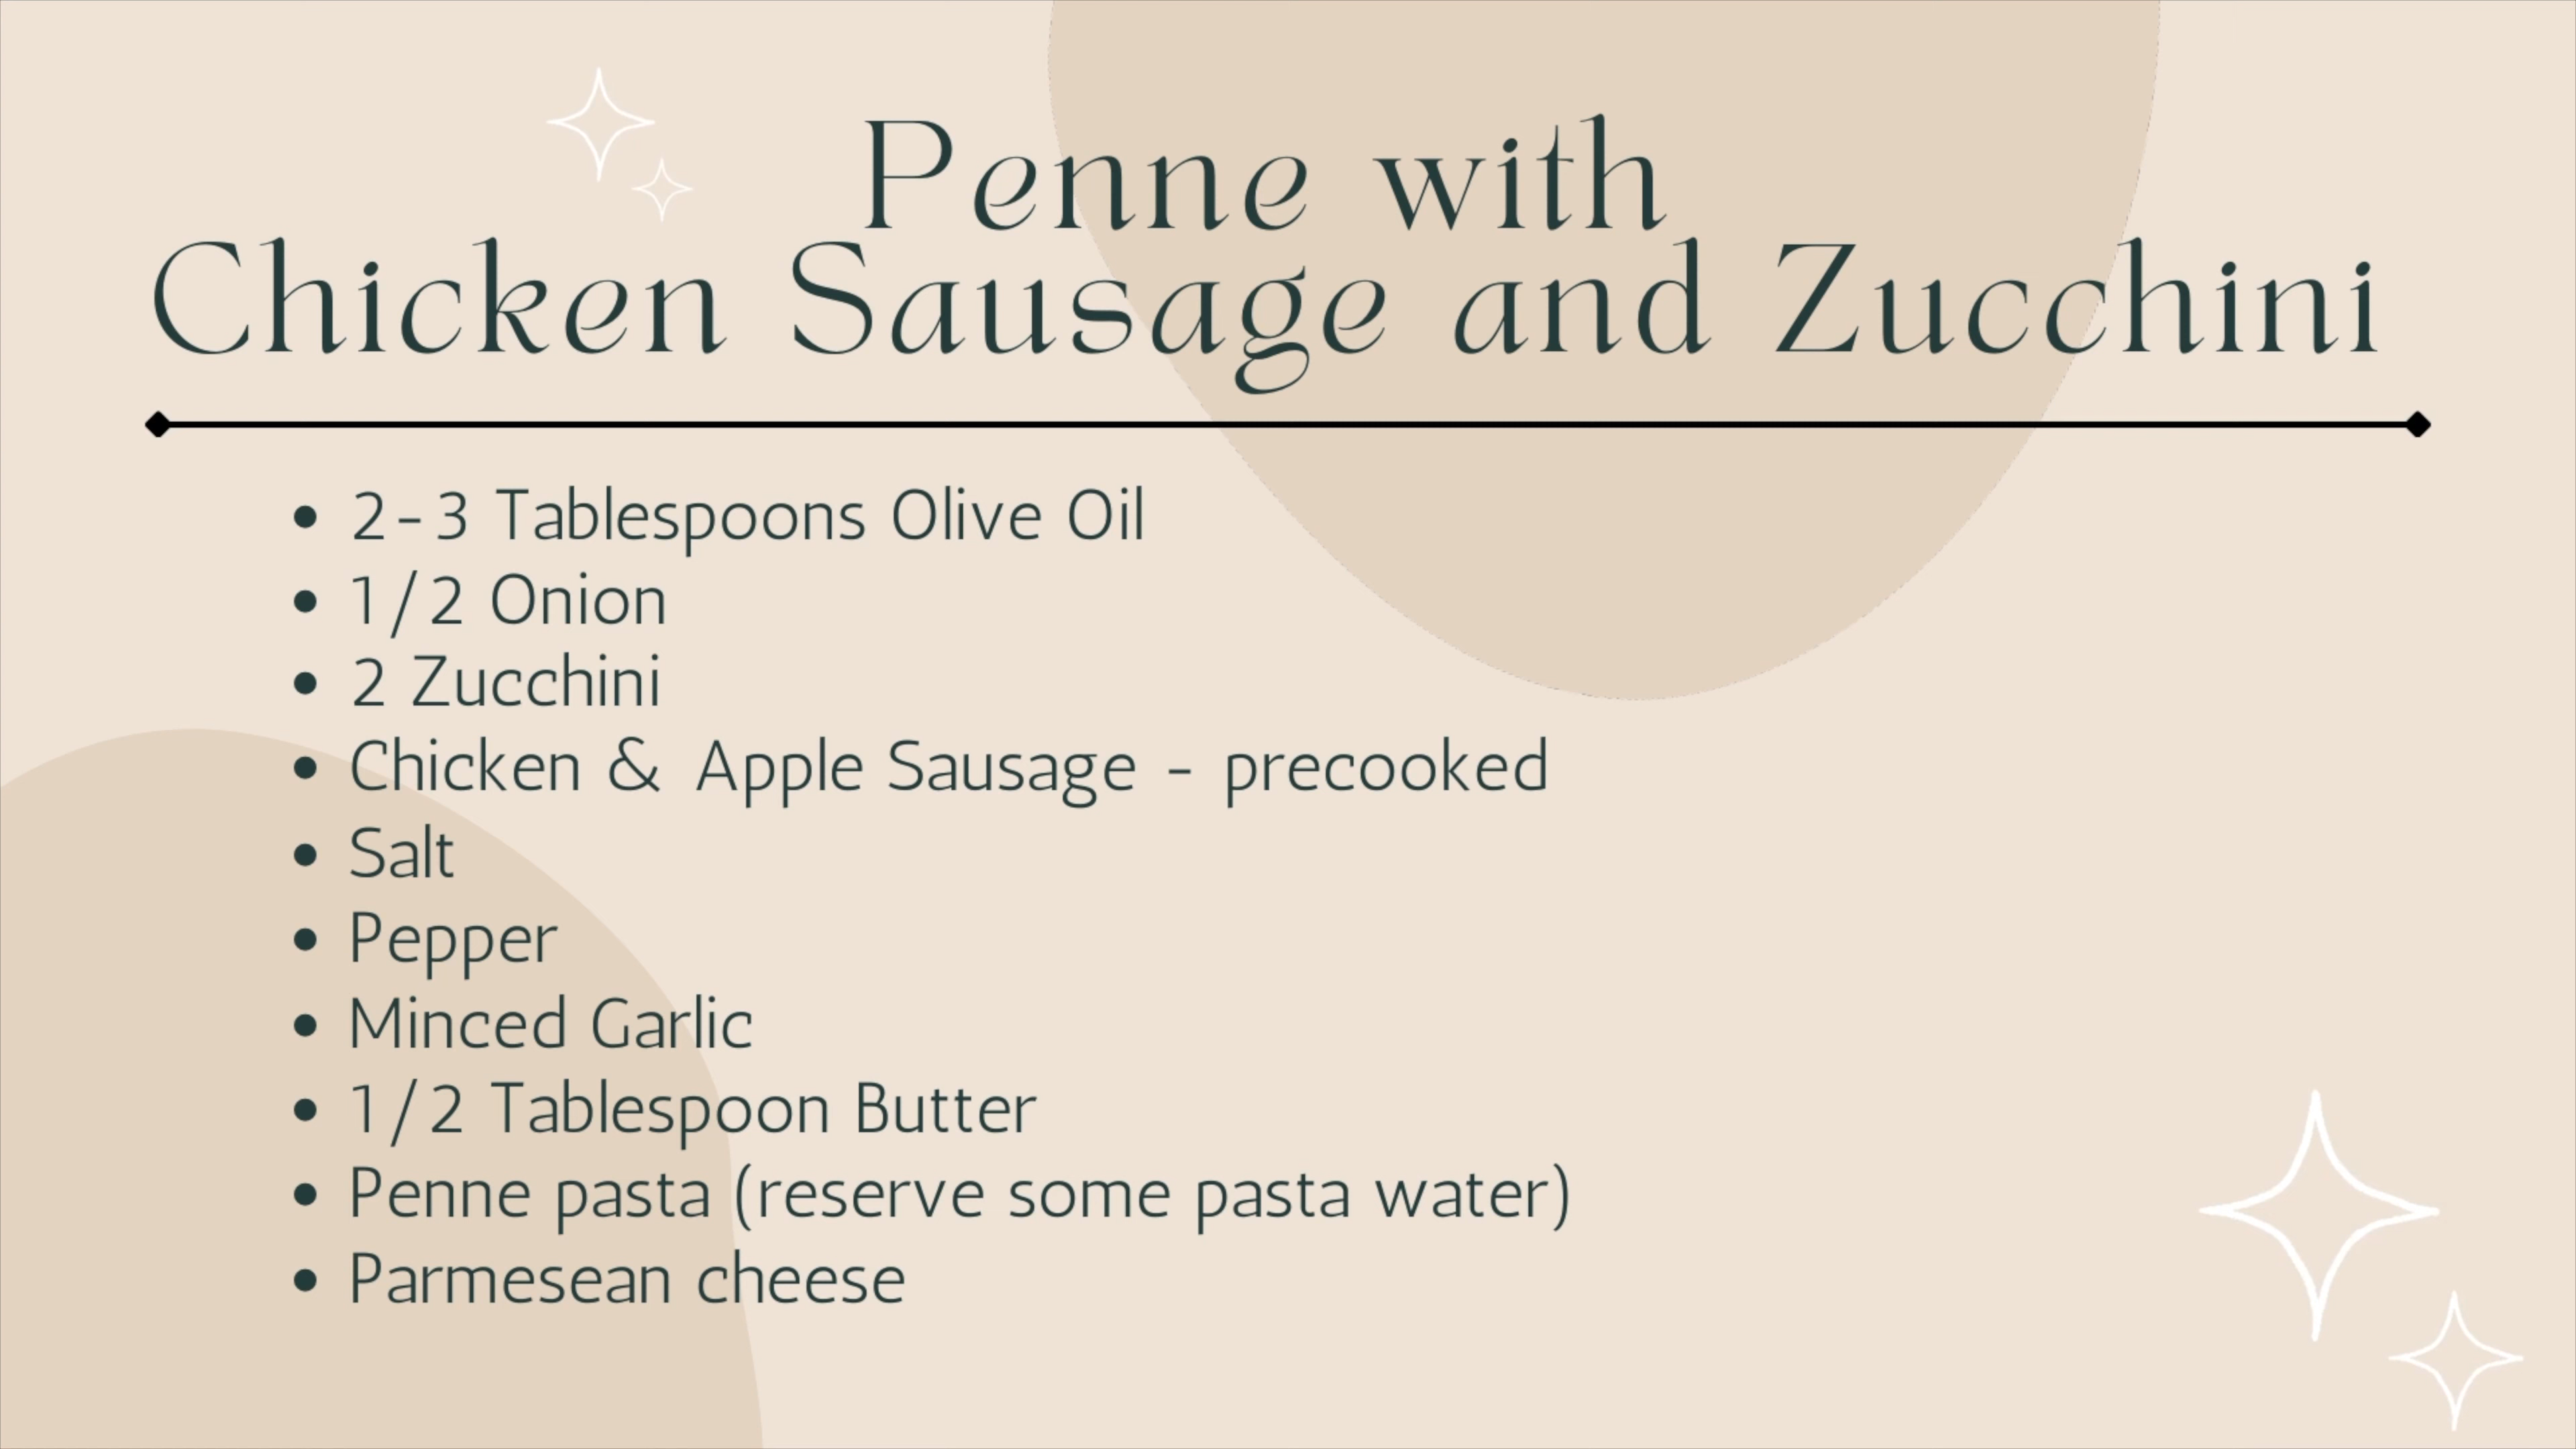 Penne with
Chicken Sausage and Zucchini
• 2-3 Tablespoons Olive Oil
• 1/2 Onion
• 2 Zucchini
• Chicken & Apple Sausage - precooked
• Salt
• Pepper
• Minced Garlic
• 1/2 Tablespoon Butter
• Penne pasta (reserve some pasta water)
• Parmesean cheese